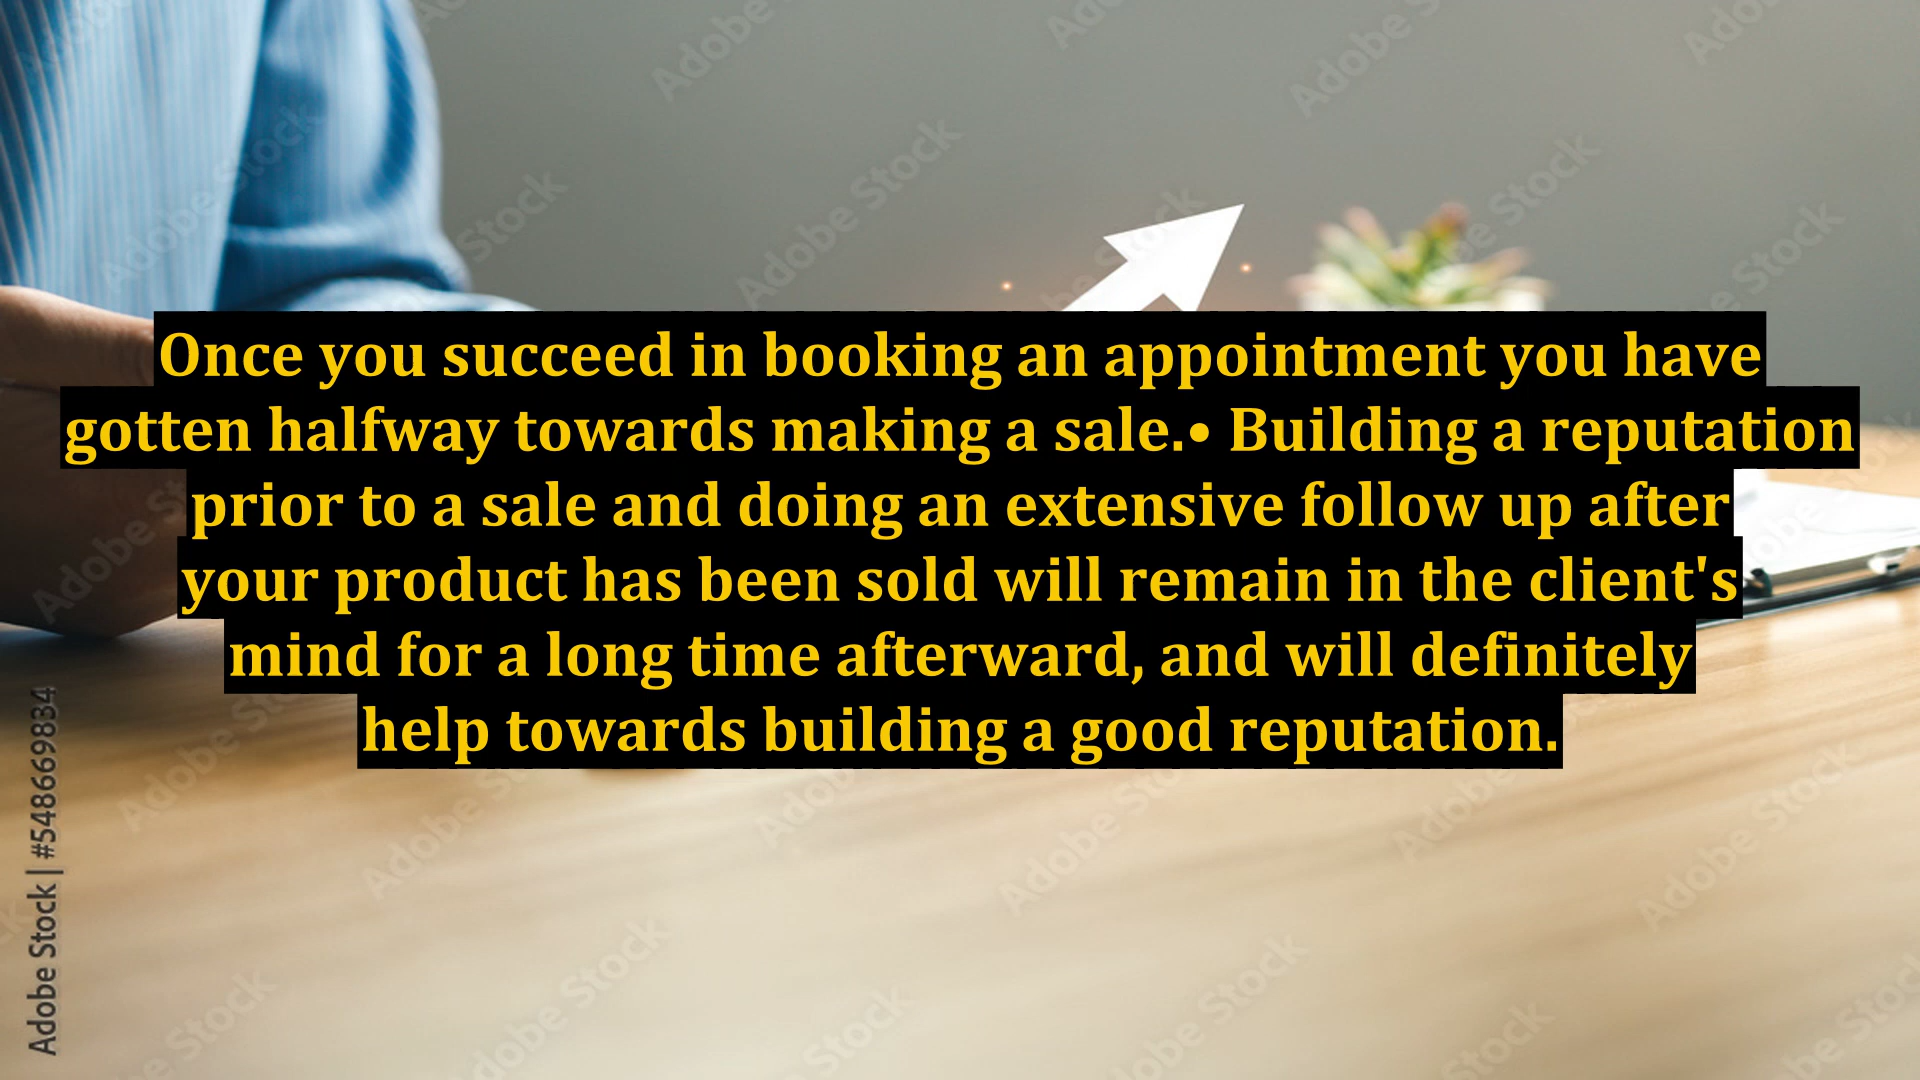 Once you succeed in booking an appointment you have
gotten halfway towards making a sale.• Building a reputation
prior to a sale and doing an extensive follow up after
your product has been sold will remain in the client's
mind for a long time afterward, and will definitely
help towards building a good reputation.
Adobe Stock | #548669834
Adobe Stock